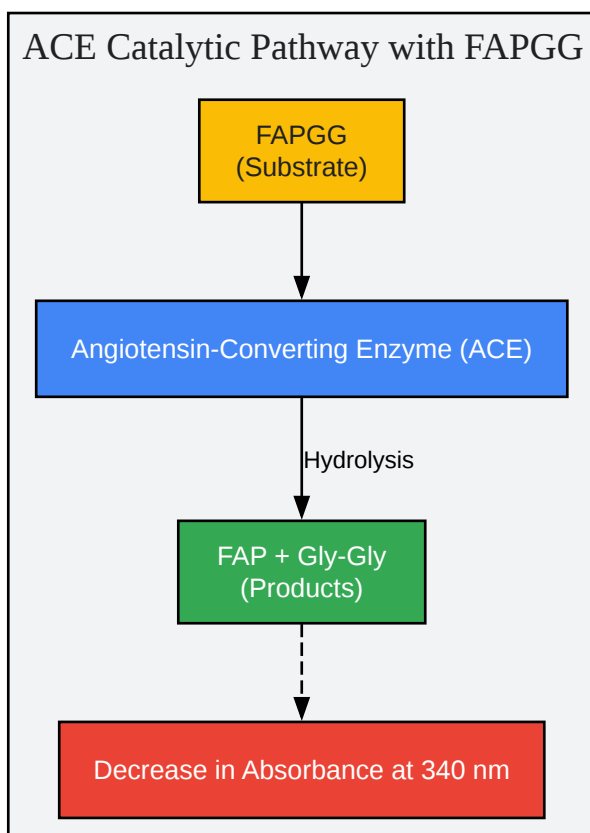 ACE Catalytic Pathway with FAPGG
FAPGG
(Substrate)
Angiotensin-Converting Enzyme (ACE)
Hydrolysis
FAP + Gly-Gly
(Products)
Decrease in Absorbance at 340 nm